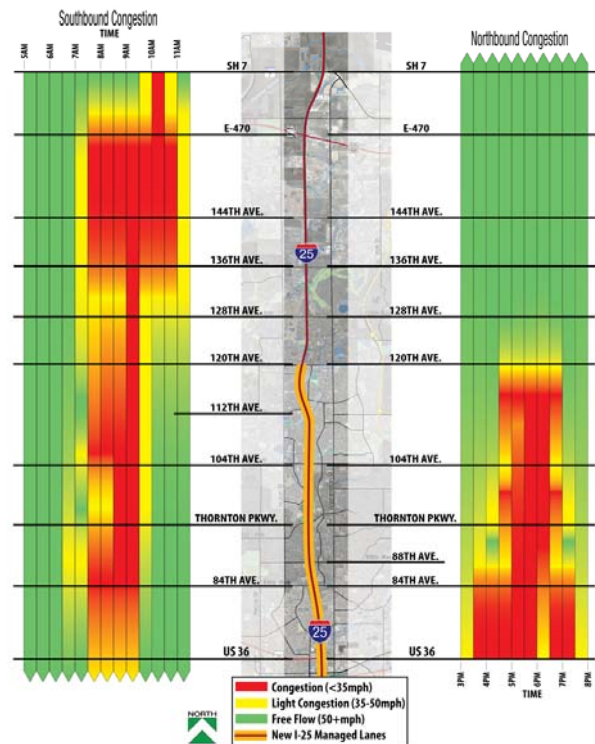 Southbound Congestion
TIME
5AM
6AM
7AM
8AM
9AM
10AM
11AM
Northbound Congestion
SH 7
SH 7
E-470
E-470
144TH AVE.
144TH AVE.
25
136TH AVE.
136TH AVE.
128TH AVE.
128TH AVE.
120TH AVE.
120TH AVE.
112TH AVE.
104TH AVE.
104TH AVE.
THORNTON PKWY.
THORNTON PKWY.
88TH AVE.
84TH AVE.
84TH AVE.
25
US 36
US 36
3PM
4PM
5PM
6PM
7PM
8PM
TIME
Congestion (<35mph)
Light Congestion (35-50mph)
Free Flow (50+mph)
New I-25 Managed Lanes
NORTH